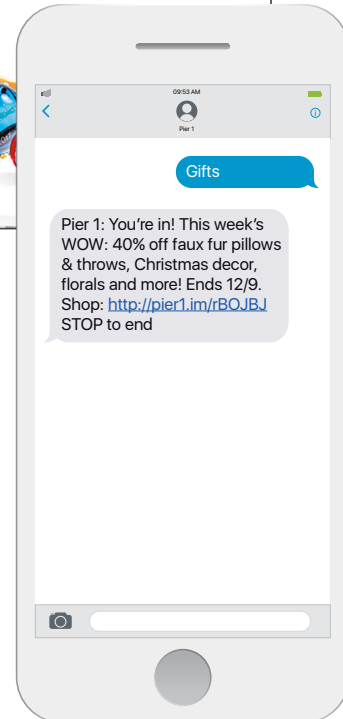 09:53 AM
Pier 1
Gifts
Pier 1: You're in! This week's
WOW: 40% off faux fur pillows
& throws, Christmas decor,
florals and more! Ends 12/9.
Shop: http://pier1.im/rBOJBJ
STOP to end